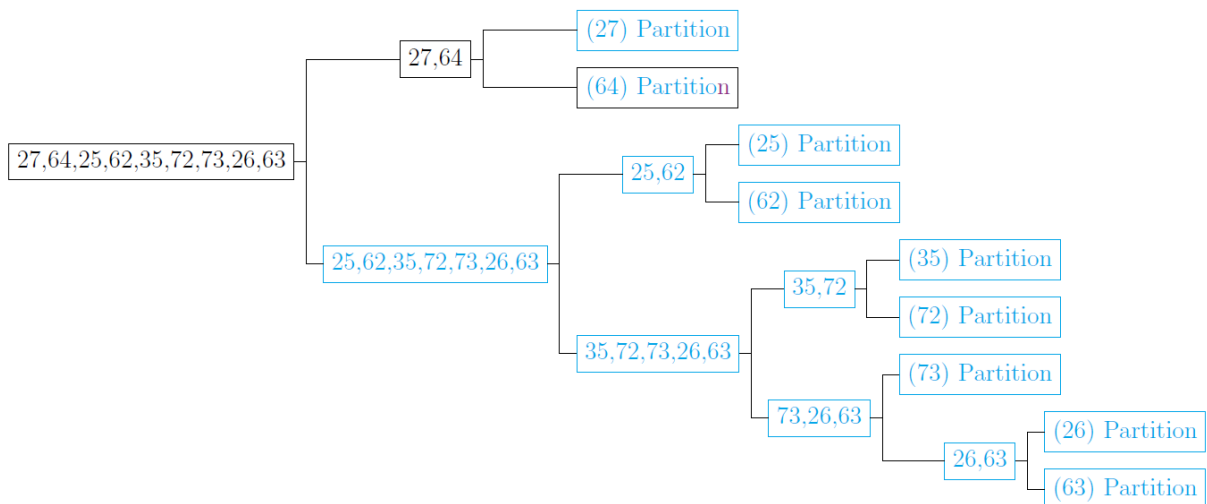 (27) Partition
27,64
(64) Partition
(25) Partition
27,64,25,62,35,72,73,26,63
25,62
(62) Partition
(35) Partition
25,62,35,72,73,26,63
35,72
(72) Partition
35,72,73,26,63
(73) Partition
73,26,63
(26) Partition
26,63
(63) Partition